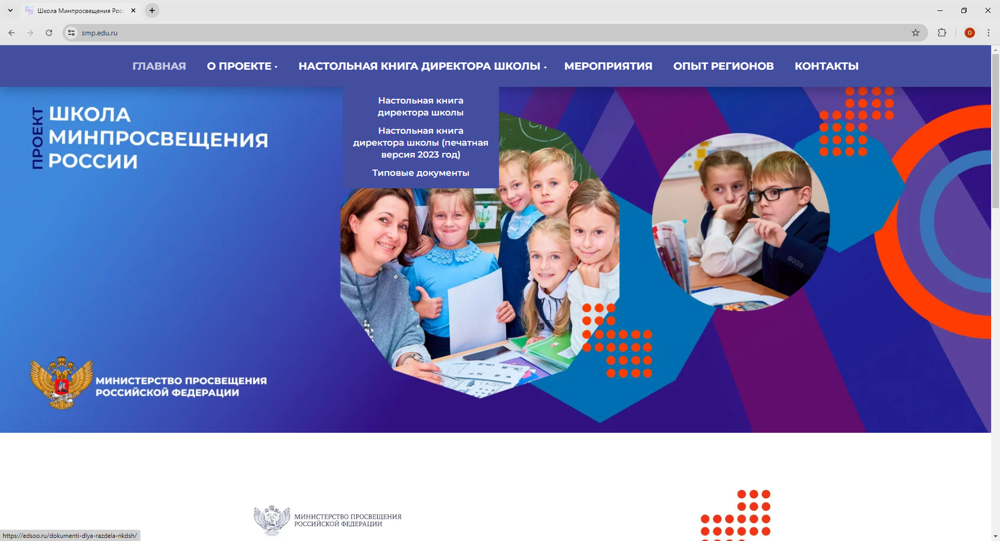 Школа Минпросвещения Рос
smp.edu.ru
O
ГЛАВНАЯ
О ПРОЕКТЕ
НАСТОЛЬНАЯ КНИГА ДИРЕКТОРА ШКОЛЫ
МЕРОПРИЯТИЯ
ОПЫТ РЕГИОНОВ
КОНТАКТЫ
Настольная книга
директора школы
Настольная книга
директора школы (печатная
версия 2023 год)
Типовые документы
ПРОЕКТ
ШКОЛА
МИНПРОСВЕЩЕНИЯ
РОССИИ
МИНИСТЕРСТВО ПРОСВЕЩЕНИЯ
РОССИЙСКОЙ ФЕДЕРАЦИИ
МИНИСТЕРСТВО ПРОСВЕЩЕНИЯ
РОССИЙСКОЙ ФЕДЕРАЦИИ
https://edsoo.ru/dokumenti-dlya-razdela-nkdsh/